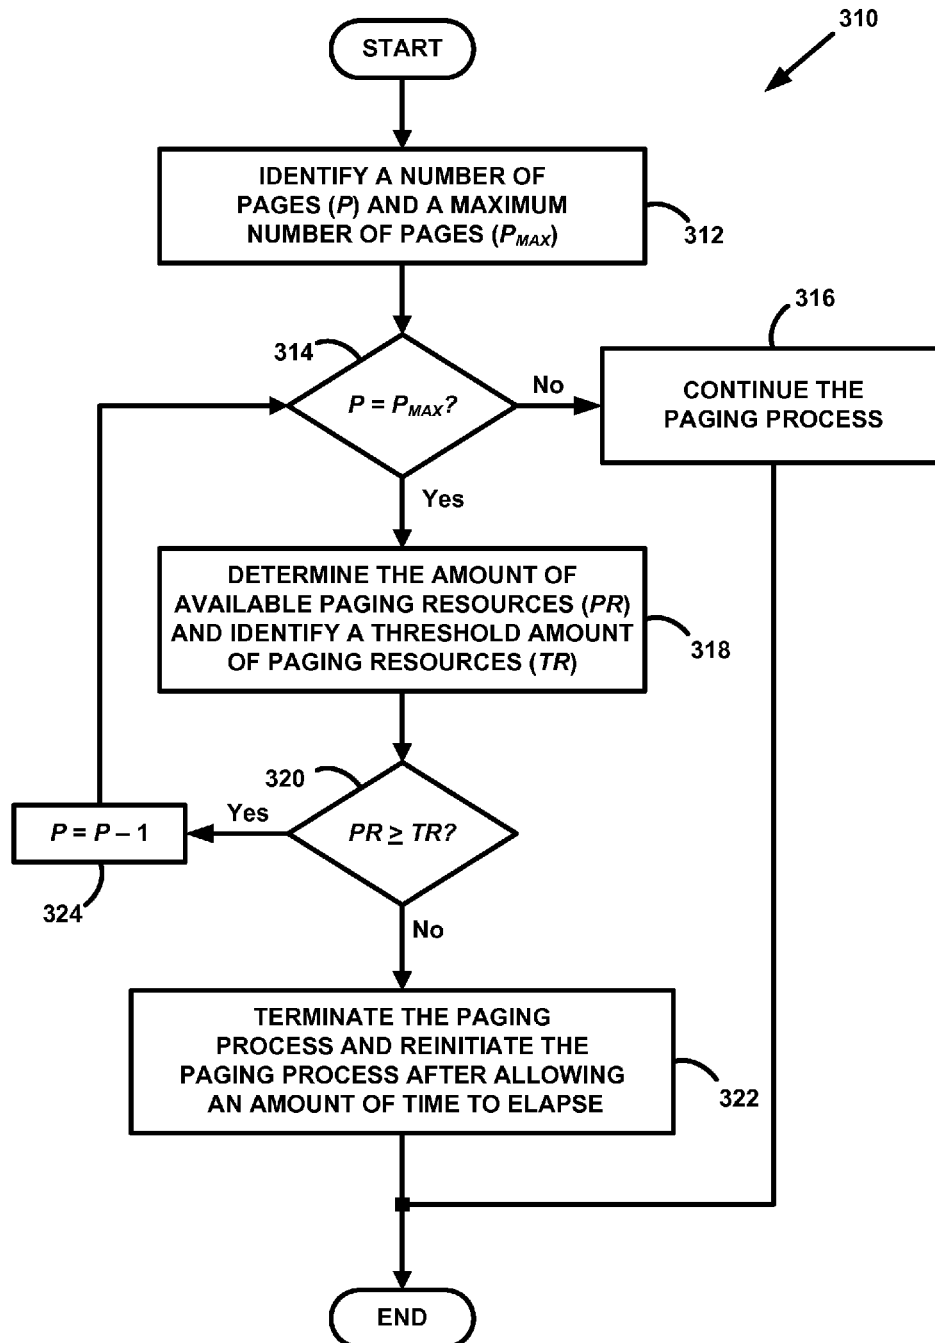 310
START
IDENTIFY A NUMBER OF
PAGES (P) AND A MAXIMUM
NUMBER OF PAGES (PMAX)
312
316
314
P = PMAX?
No
CONTINUE THE
PAGING PROCESS
Yes
DETERMINE THE AMOUNT OF
AVAILABLE PAGING RESOURCES (PR)
AND IDENTIFY A THRESHOLD AMOUNT
OF PAGING RESOURCES (TR)
318
320
Yes
P = P – 1
PR ≥ TR?
324
No
TERMINATE THE PAGING
PROCESS AND REINITIATE THE
PAGING PROCESS AFTER ALLOWING
AN AMOUNT OF TIME TO ELAPSE
322
END